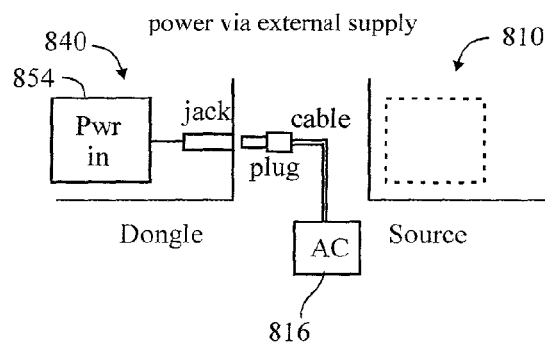 power via external supply
840
810
854
jack
cable
Pwr
in
plug
Dongle
AC
Source
816